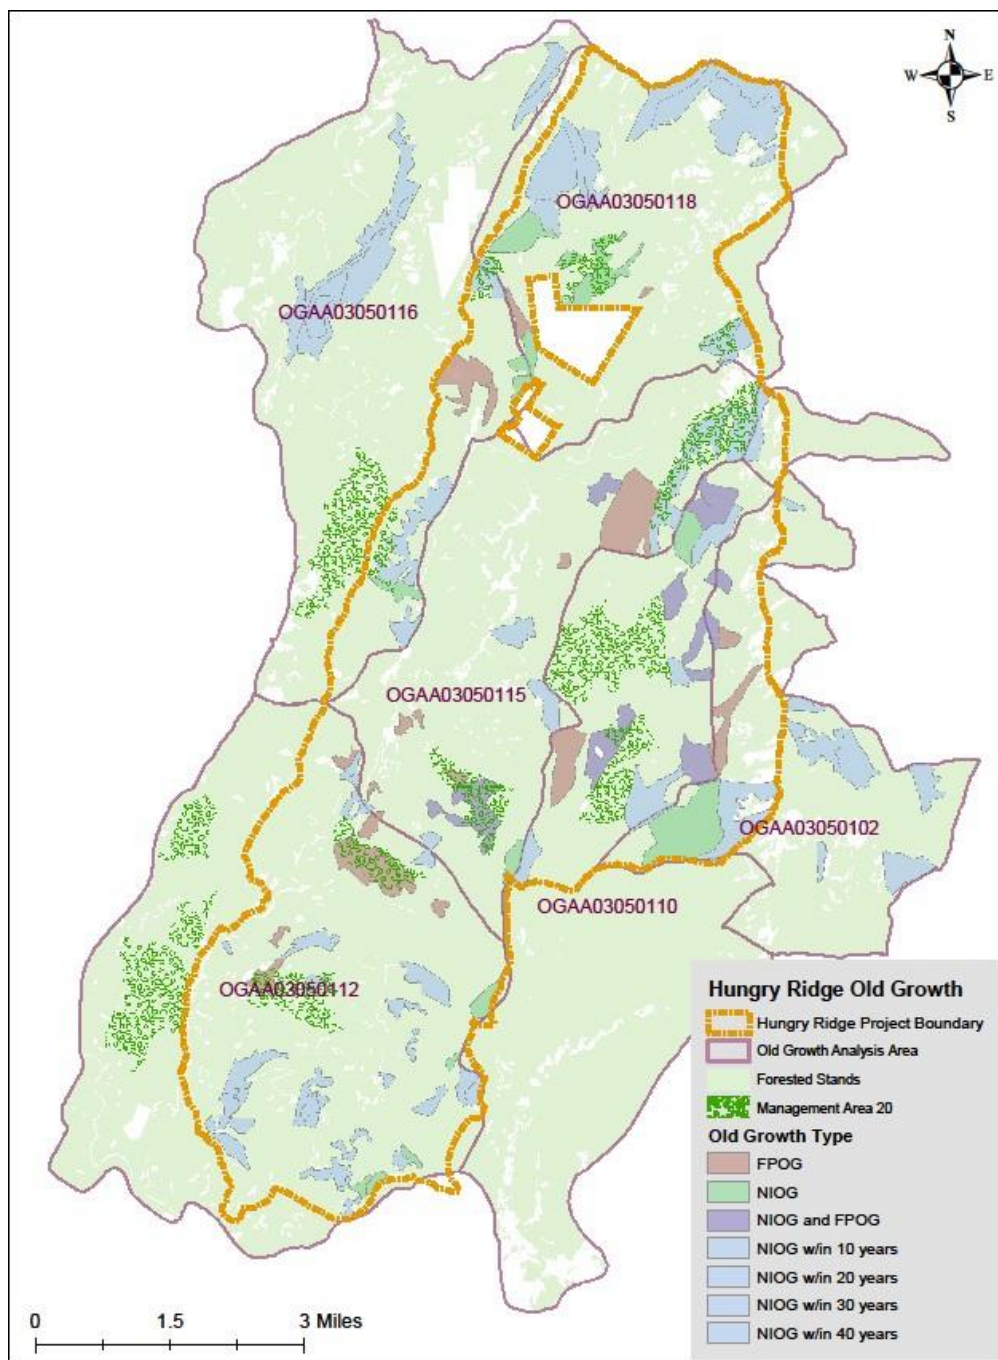 N
W E
S
OGAA03050118
OGAA03050116
OGAA03050115
OGAA03050102
OGAA03050110
OGAA03050112
Hungry Ridge Old Growth
Hungry Ridge Project Boundary
Old Growth Analysis Area
Forested Stands
Management Area 20
Old Growth Type
FPOG
NIOG
NIOG and FPOG
NIOG w/in 10 years
NIOG w/in 20 years
NIOG w/in 30 years
NIOG w/in 40 years
0 1.5 3 Miles